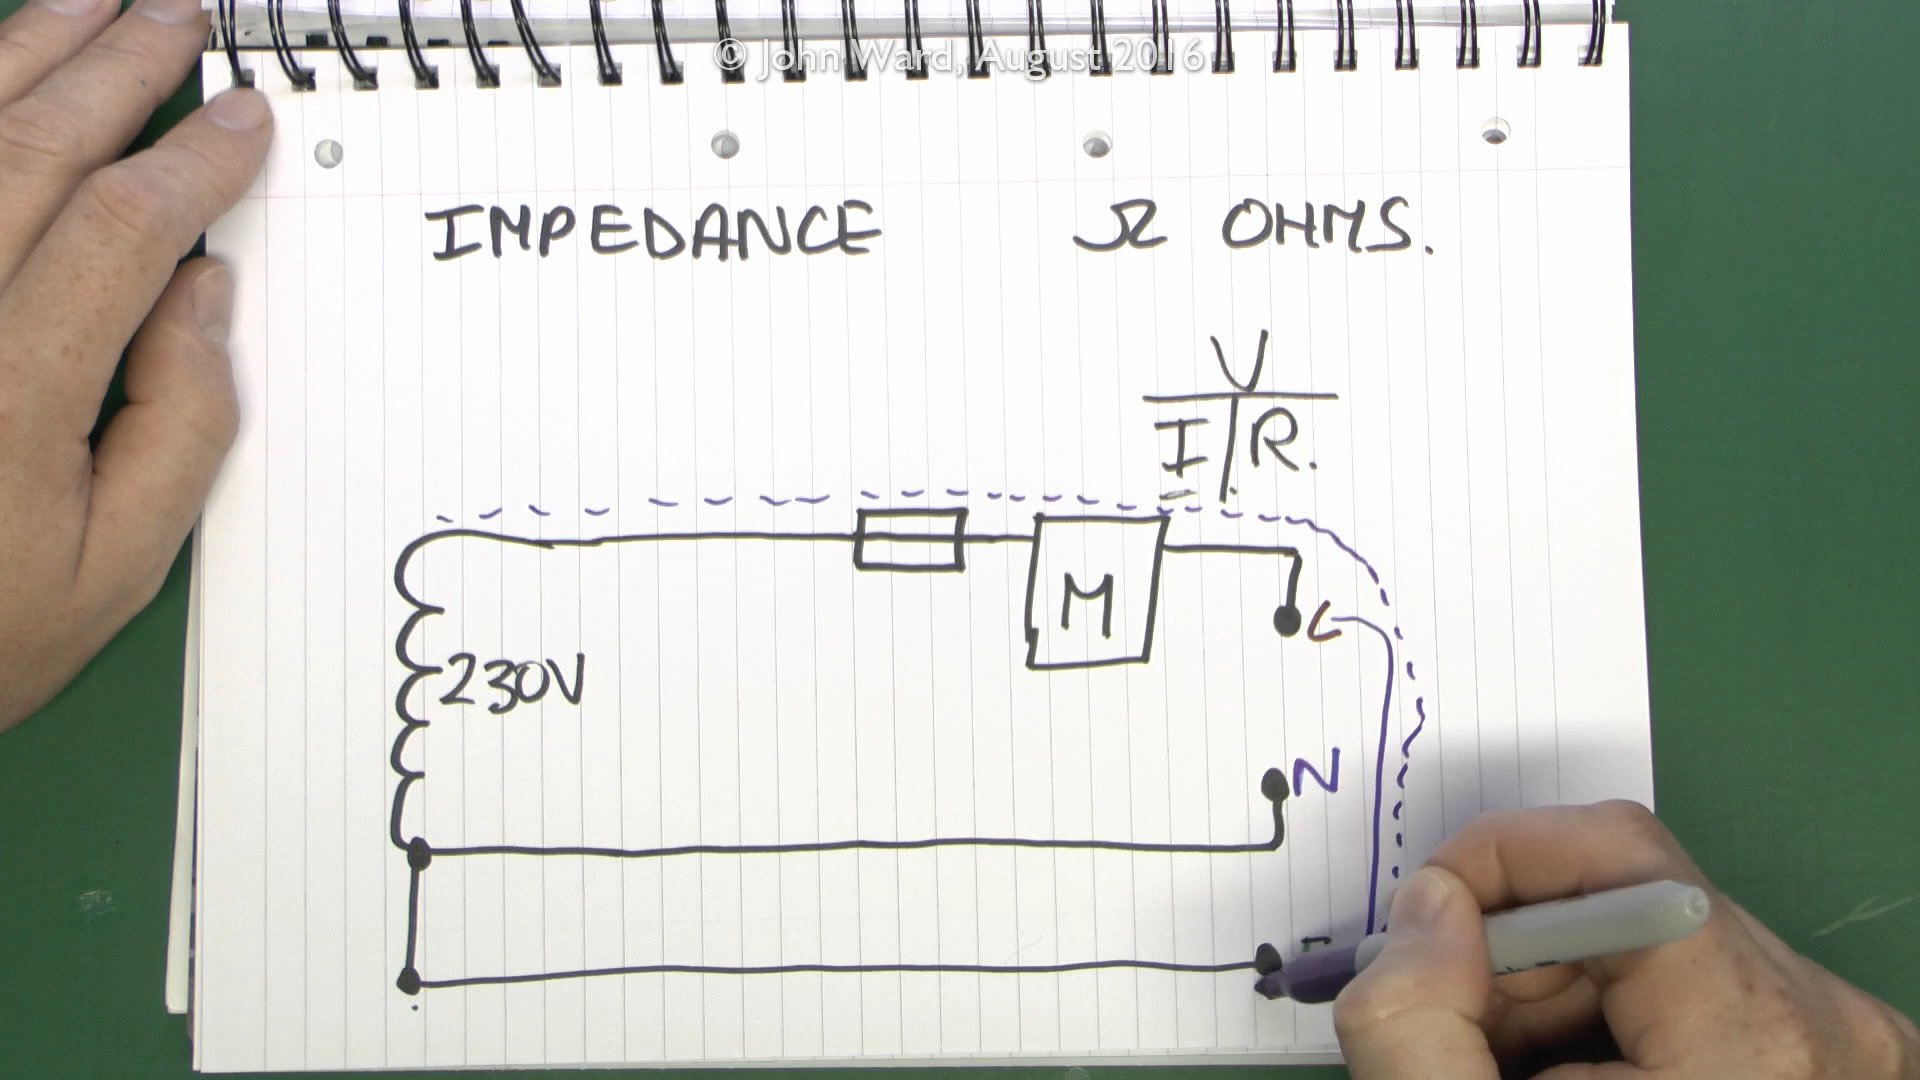 © John Ward, August 2016
IMPEDANCE Ω OHMS.
V
I R.
M
L
230V
N